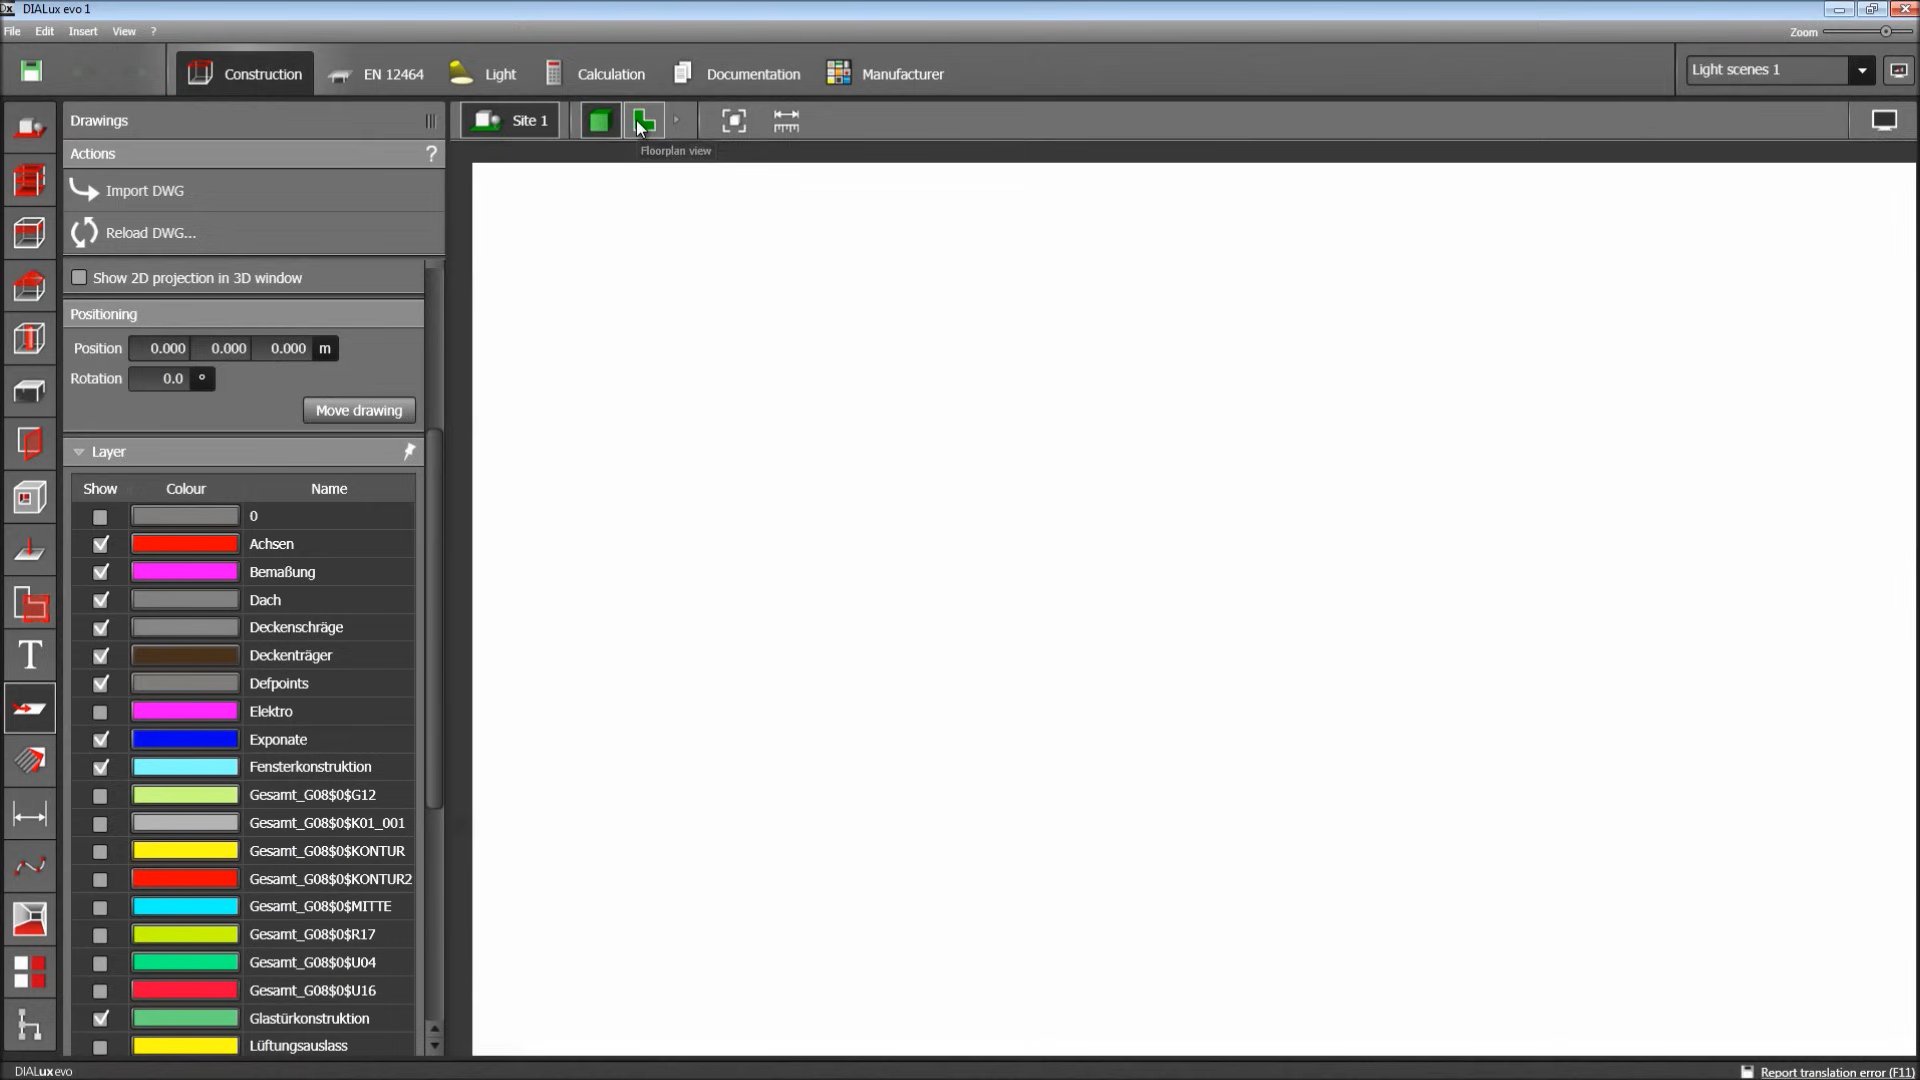 DIALux evo 1
File Edit Insert View ?
Zoom
Construction EN 12464 Light Calculation Documentation Manufacturer
Light scenes 1
Drawings
Site 1
Floorplan view
Actions ?
Import DWG
Reload DWG...
Show 2D projection in 3D window
Positioning
Position 0.000 0.000 0.000 m
Rotation 0.0 °
Move drawing
Layer
Show Colour Name
0
Achsen
Bemaßung
Dach
Deckenschräge
Deckenträger
Defpoints
Elektro
Exponate
Fensterkonstruktion
Gesamt_G08$0$G12
Gesamt_G08$0$K01_001
Gesamt_G08$0$KONTUR
Gesamt_G08$0$KONTUR2
Gesamt_G08$0$MITTE
Gesamt_G08$0$R17
Gesamt_G08$0$U04
Gesamt_G08$0$U16
Glastürkonstruktion
Lüftungsauslass
DIALux evo
Report translation error (F11)